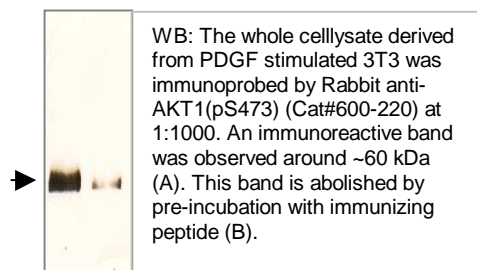 WB: The whole celllysate derived
from PDGF stimulated 3T3 was
immunoprobed by Rabbit anti-
AKT1(pS473) (Cat#600-220) at
1:1000. An immunoreactive band
was observed around ~60 kDa
(A). This band is abolished by
pre-incubation with immunizing
peptide (B).